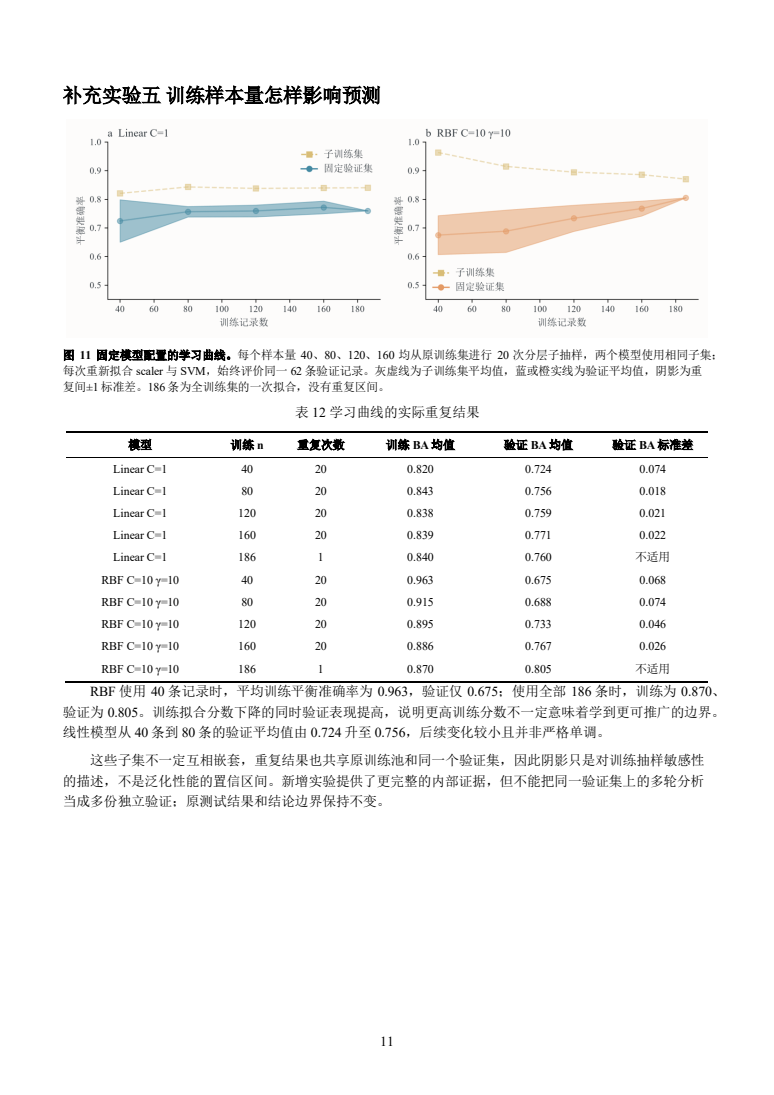 补充实验五 训练样本量怎样影响预测
a Linear C=1
1.0
0.9
0.8
0.7
0.6
0.5
平衡准确率
子训练集
固定验证集
40 60 80 100 120 140 160 180
训练记录数
b RBF C=10 γ=10
1.0
0.9
0.8
0.7
0.6
0.5
平衡准确率
子训练集
固定验证集
40 60 80 100 120 140 160 180
训练记录数
图 11 固定模型配置的学习曲线。每个样本量 40、80、120、160 均从原训练集进行 20 次分层子抽样，两个模型使用相同子集；
每次重新拟合 scaler 与 SVM，始终评价同一 62 条验证记录。灰虚线为子训练集平均值，蓝或橙实线为验证平均值，阴影为重
复间±1 标准差。186 条为全训练集的一次拟合，没有重复区间。
表 12 学习曲线的实际重复结果
模型 训练 n 重复次数 训练 BA 均值 验证 BA 均值 验证 BA 标准差
Linear C=1 40 20 0.820 0.724 0.074
Linear C=1 80 20 0.843 0.756 0.018
Linear C=1 120 20 0.838 0.759 0.021
Linear C=1 160 20 0.839 0.771 0.022
Linear C=1 186 1 0.840 0.760 不适用
RBF C=10 γ=10 40 20 0.963 0.675 0.068
RBF C=10 γ=10 80 20 0.915 0.688 0.074
RBF C=10 γ=10 120 20 0.895 0.733 0.046
RBF C=10 γ=10 160 20 0.886 0.767 0.026
RBF C=10 γ=10 186 1 0.870 0.805 不适用
RBF 使用 40 条记录时，平均训练平衡准确率为 0.963，验证仅 0.675；使用全部 186 条时，训练为 0.870、
验证为 0.805。训练拟合分数下降的同时验证表现提高，说明更高训练分数不一定意味着学到更可推广的边界。
线性模型从 40 条到 80 条的验证平均值由 0.724 升至 0.756，后续变化较小且并非严格单调。
这些子集不一定互相嵌套，重复结果也共享原训练池和同一个验证集，因此阴影只是对训练抽样敏感性
的描述，不是泛化性能的置信区间。新增实验提供了更完整的内部证据，但不能把同一验证集上的多轮分析
当成多份独立验证；原测试结果和结论边界保持不变。
11